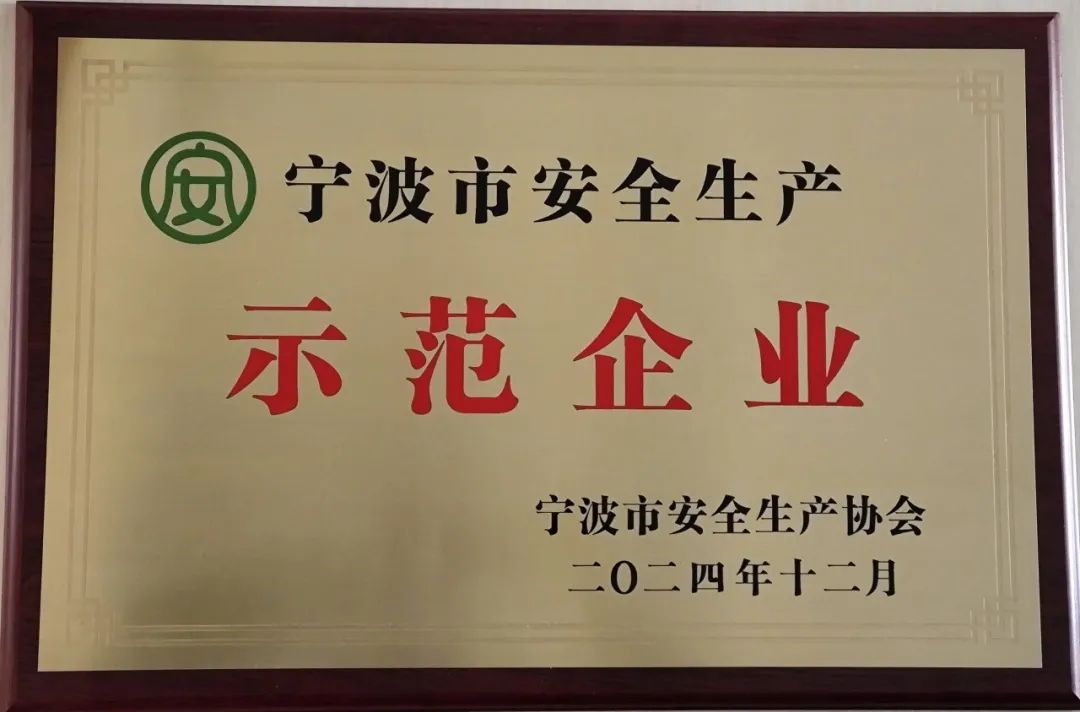 安 宁波市安全生产
示范企业
宁波市安全生产协会
二〇二四年十二月